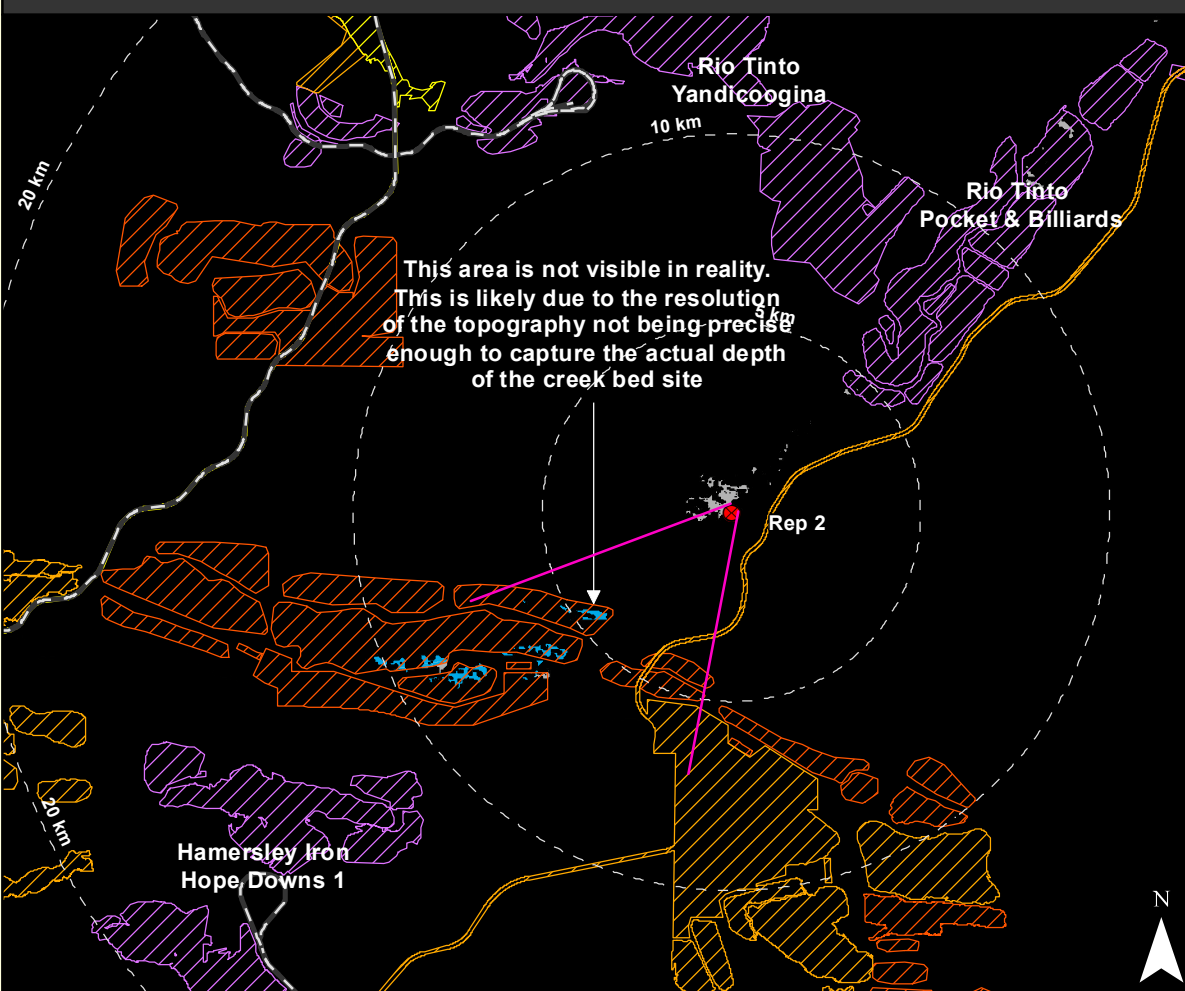 Rio Tinto
Yandicoogina
10 km
20 km
Rio Tinto
Pocket & Billiards
This area is not visible in reality.
This is likely due to the resolution
5 km
of the topography not being precise
enough to capture the actual depth
of the creek bed site
Rep 2
20 km
Hamersley Iron
Hope Downs 1
N